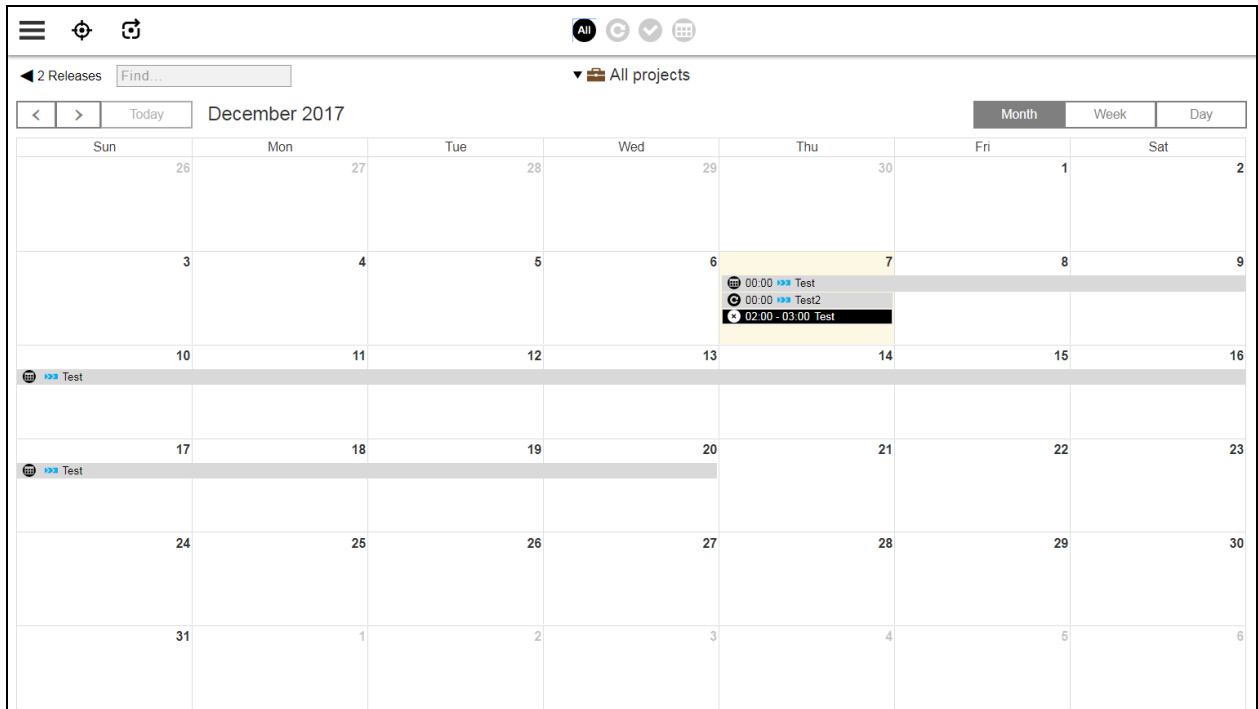 All
2 Releases Find... All projects
< > Today December 2017 Month Week Day
Sun Mon Tue Wed Thu Fri Sat
26 27 28 29 30 1 2
3 4 5 6 7 8 9
00:00 Test
00:00 Test2
02:00 - 03:00 Test
10 11 12 13 14 15 16
Test
17 18 19 20 21 22 23
Test
24 25 26 27 28 29 30
31 1 2 3 4 5 6